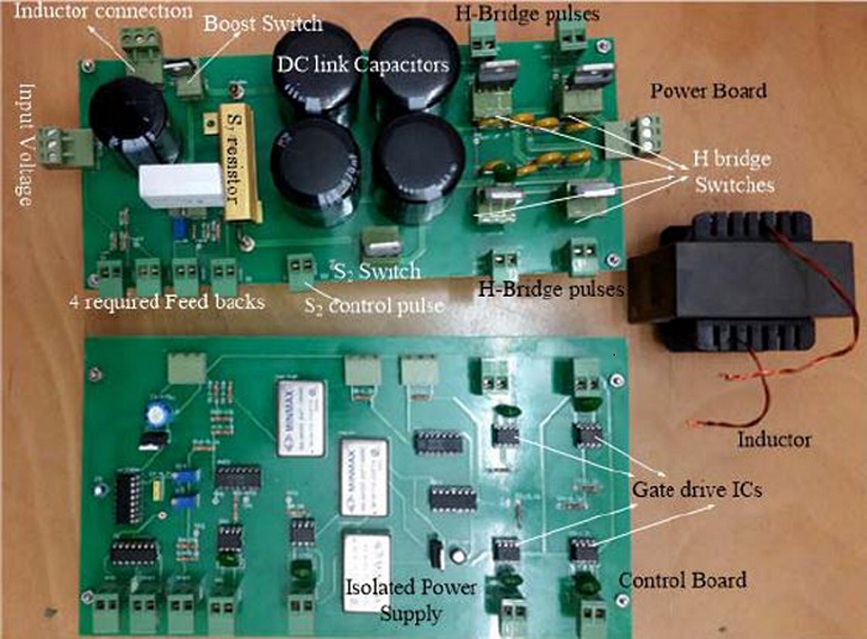 Inductor connection
Boost Switch
H-Bridge pulses
DC link Capacitors
Power Board
Input Voltage
S7 resistor
H bridge
Switches
S2 Switch
4 required Feed backs
S2 control pulse
H-Bridge pulses
Inductor
MINMAX
MINMAX
Gate drive ICs
Isolated Power
Supply
Control Board